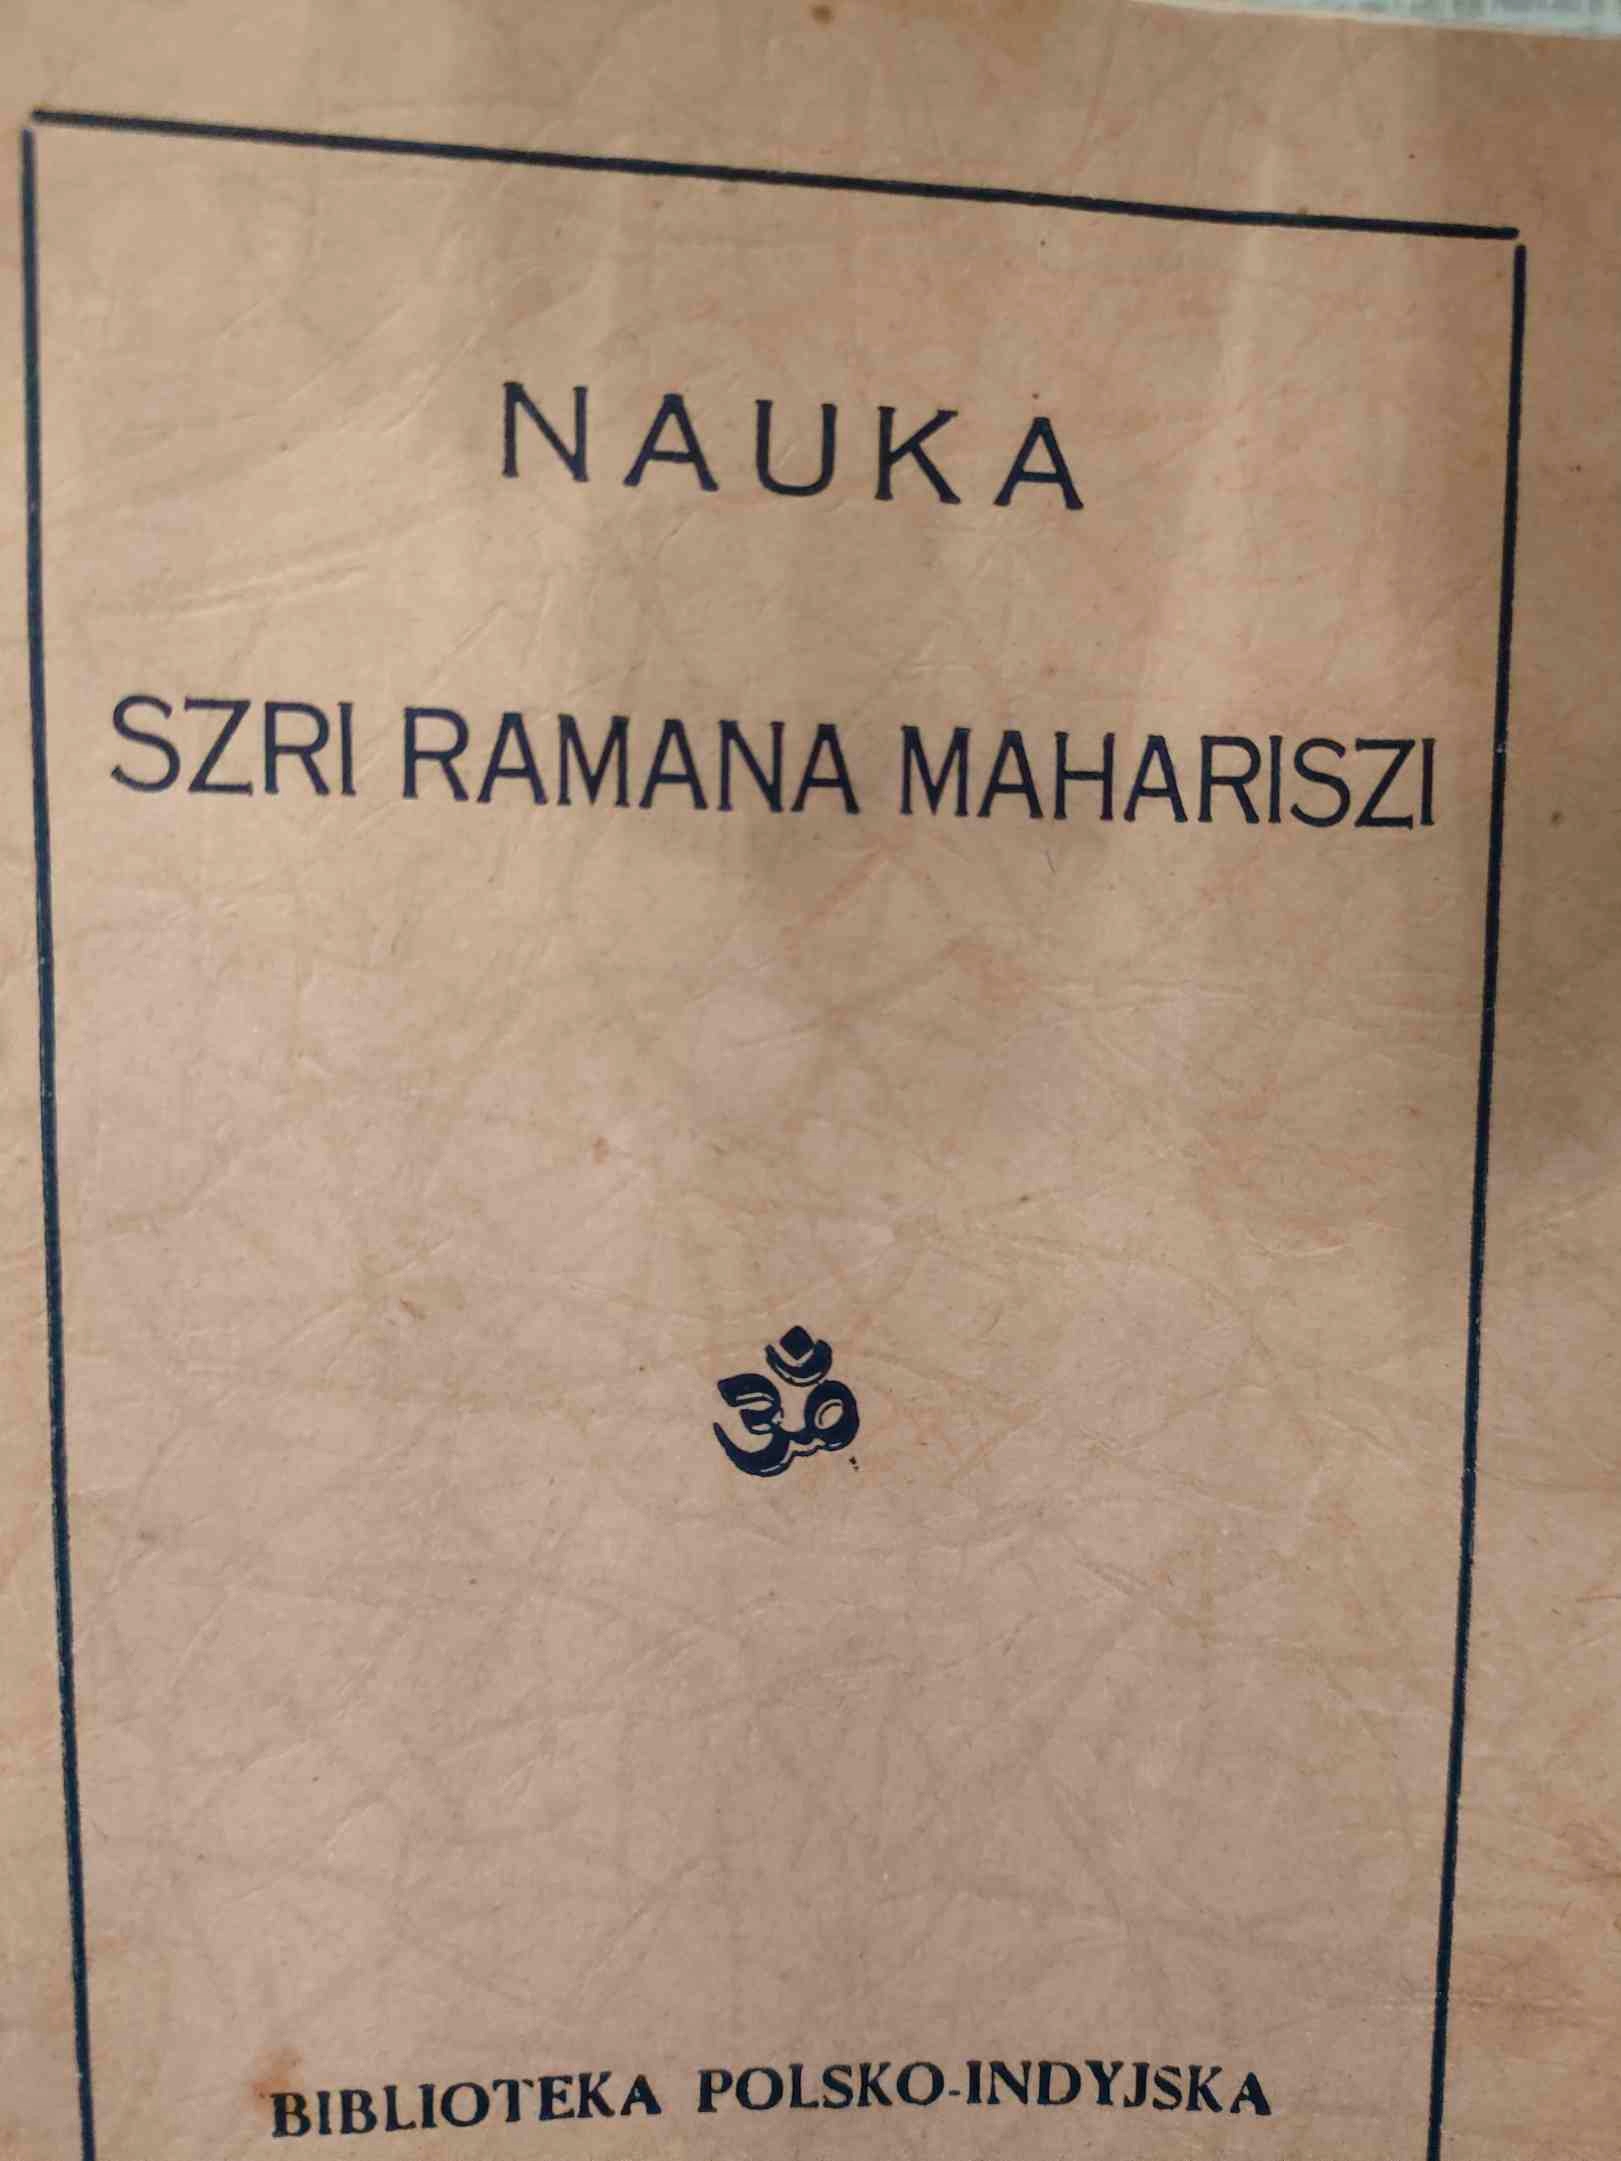 NAUKA
SZRI RAMANA MAHARISZI
ॐ
BIBLIOTEKA POLSKO-INDYJSKA